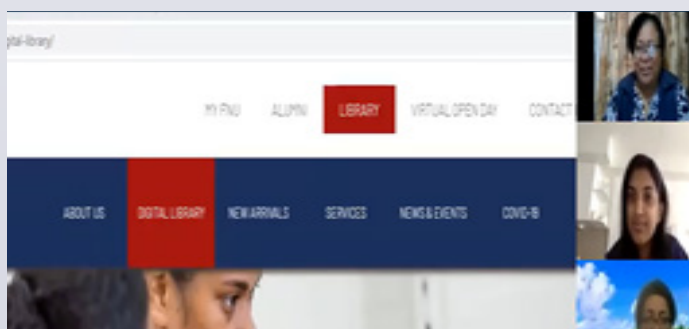 gital-library/
MY FNU ALUMNI LIBRARY VIRTUAL OPEN DAY CONTACT
ABOUT US DIGITAL LIBRARY NEW ARRIVALS SERVICES NEWS & EVENTS COVID-19